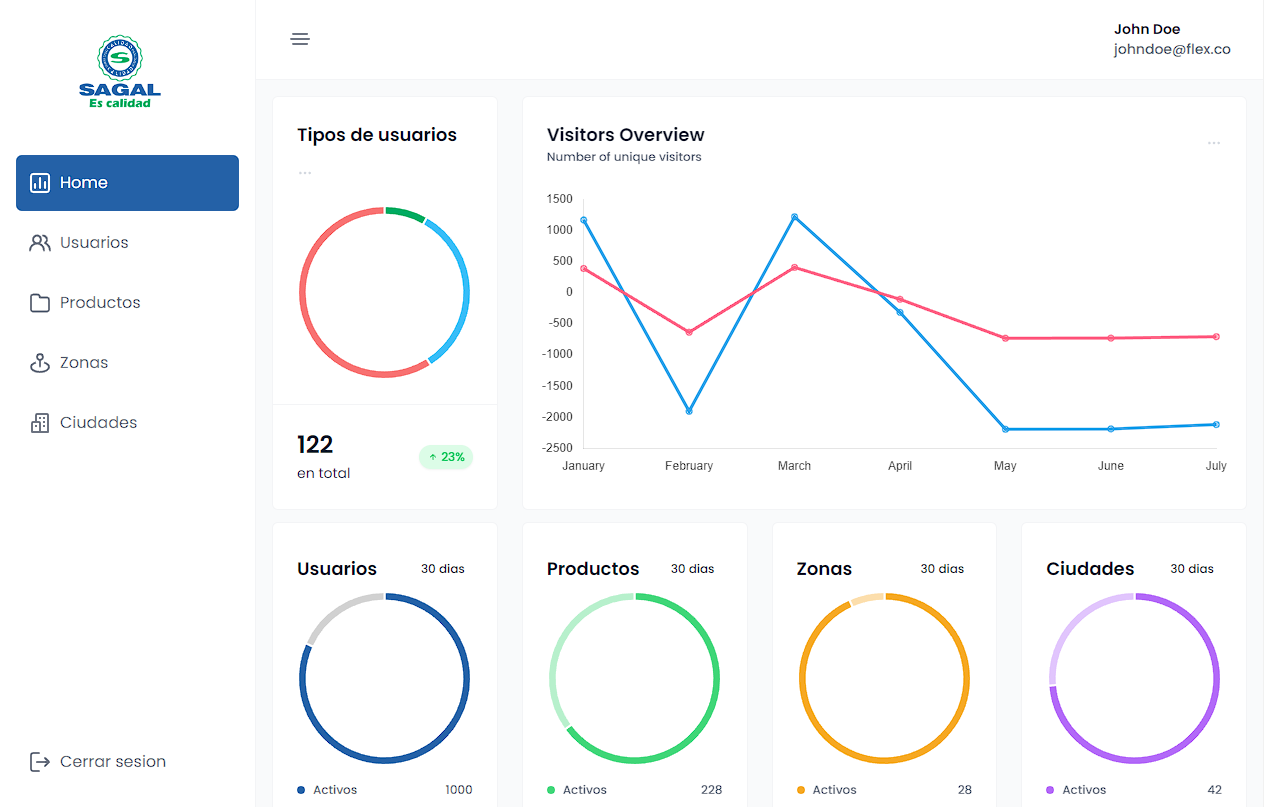 CALIDAD
CALIDAD
S
SAGAL
Es calidad
Home
Usuarios
Productos
Zonas
Ciudades
Cerrar sesion
John Doe
johndoe@flex.co
Tipos de usuarios
...
122
en total
↑ 23%
Visitors Overview
Number of unique visitors
...
1500
1000
500
0
-500
-1000
-1500
-2000
-2500
January February March April May June July
Usuarios 30 dias
Activos 1000
Productos 30 dias
Activos 228
Zonas 30 dias
Activos 28
Ciudades 30 dias
Activos 42